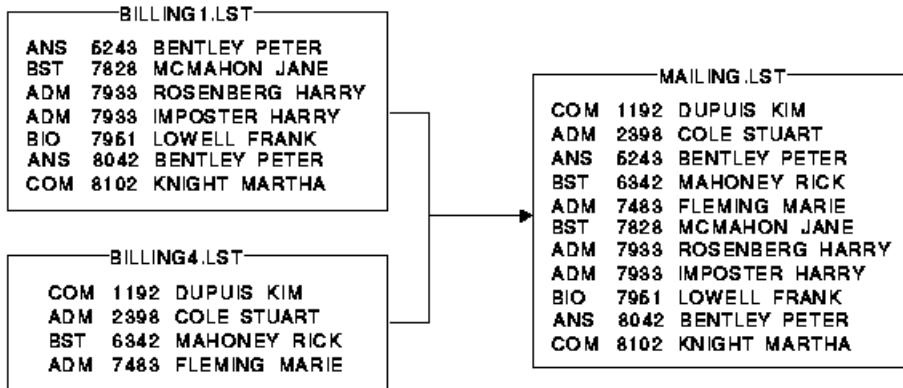 BILLING1.LST
ANS 5243 BENTLEY PETER
BST 7828 MCMAHON JANE
ADM 7933 ROSENBERG HARRY
ADM 7933 IMPOSTER HARRY
BIO 7951 LOWELL FRANK
ANS 8042 BENTLEY PETER
COM 8102 KNIGHT MARTHA
BILLING4.LST
COM 1192 DUPUIS KIM
ADM 2398 COLE STUART
BST 6342 MAHONEY RICK
ADM 7483 FLEMING MARIE
MAILING.LST
COM 1192 DUPUIS KIM
ADM 2398 COLE STUART
ANS 5243 BENTLEY PETER
BST 6342 MAHONEY RICK
ADM 7483 FLEMING MARIE
BST 7828 MCMAHON JANE
ADM 7933 ROSENBERG HARRY
ADM 7933 IMPOSTER HARRY
BIO 7951 LOWELL FRANK
ANS 8042 BENTLEY PETER
COM 8102 KNIGHT MARTHA